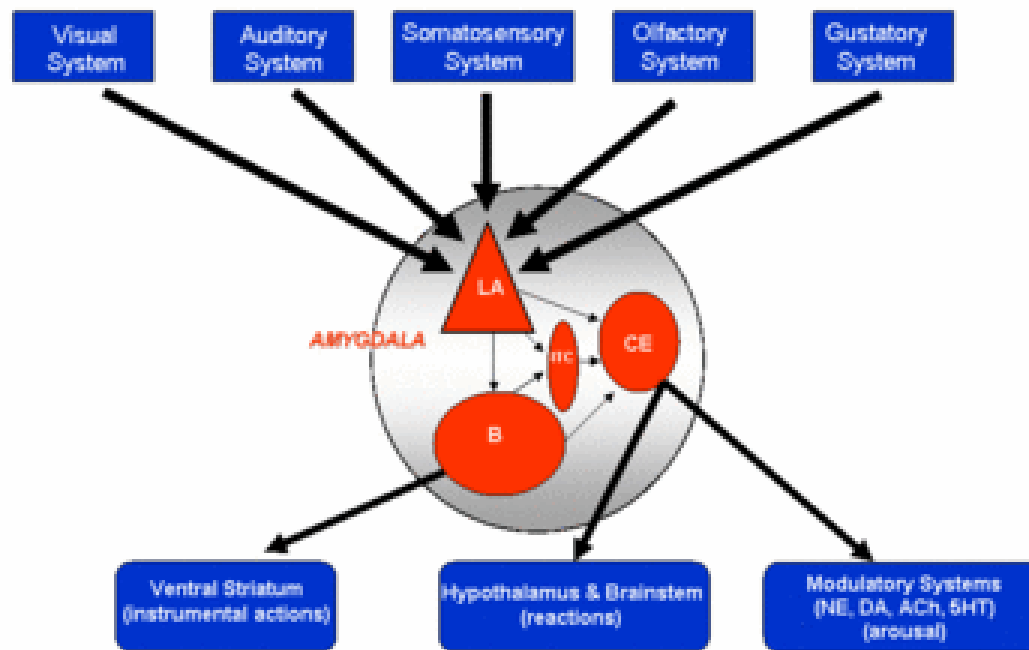 Visual
System
Auditory
System
Somatosensory
System
Olfactory
System
Gustatory
System
LA
AMYGDALA
ITC
CE
B
Ventral Striatum
(instrumental actions)
Hypothalamus & Brainstem
(reactions)
Modulatory Systems
(NE, DA, ACh, 5HT)
(arousal)